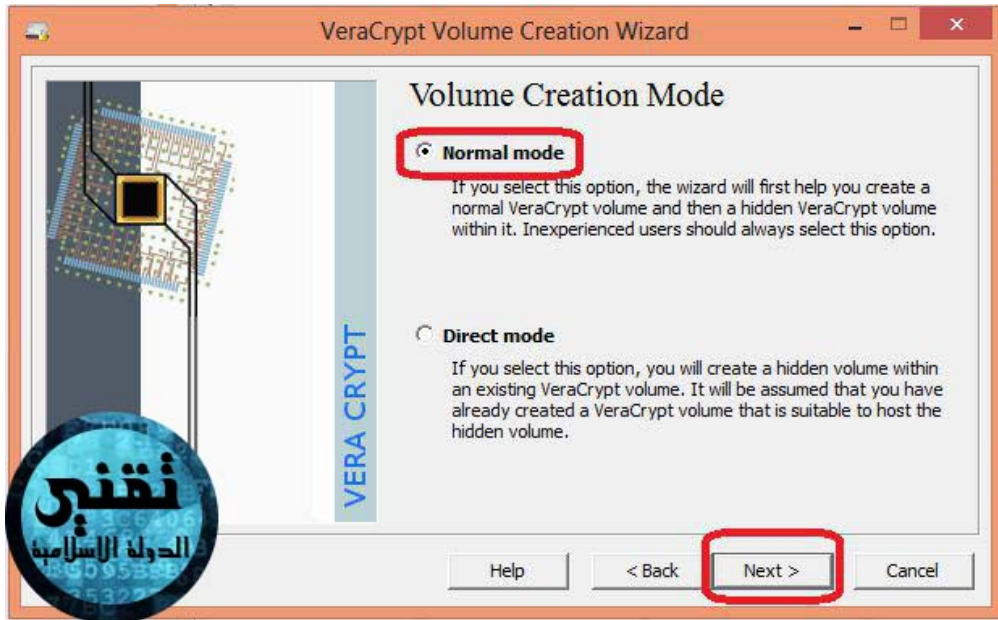 VeraCrypt Volume Creation Wizard
Volume Creation Mode
Normal mode
If you select this option, the wizard will first help you create a
normal VeraCrypt volume and then a hidden VeraCrypt volume
within it. Inexperienced users should always select this option.
Direct mode
If you select this option, you will create a hidden volume within
an existing VeraCrypt volume. It will be assumed that you have
already created a VeraCrypt volume that is suitable to host the
hidden volume.
VERA CRYPT
تقني
الدولة الاسلامية
Help
< Back
Next >
Cancel